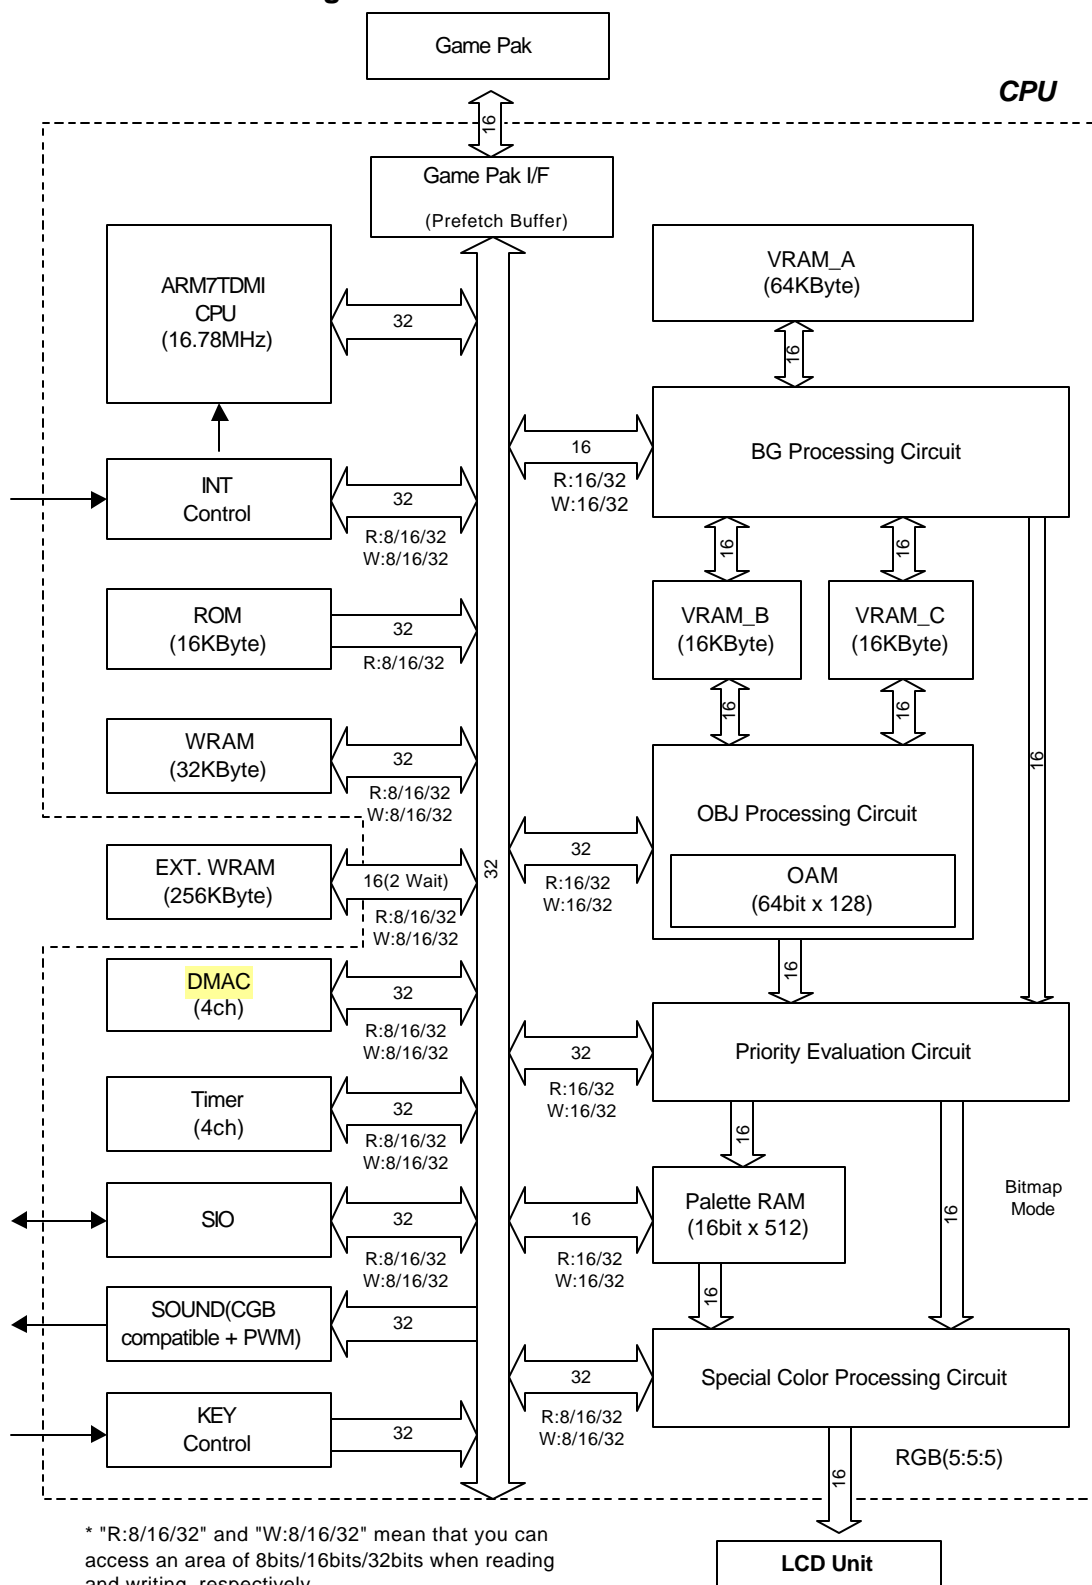 Game Pak
CPU
16
Game Pak I/F
(Prefetch Buffer)
ARM7TDMI
CPU
(16.78MHz)
32
VRAM_A
(64KByte)
16
BG Processing Circuit
16
R:16/32
W:16/32
INT
Control
32
R:8/16/32
W:8/16/32
16
16
ROM
(16KByte)
32
R:8/16/32
VRAM_B
(16KByte)
VRAM_C
(16KByte)
16
16
16
WRAM
(32KByte)
32
R:8/16/32
W:8/16/32
OBJ Processing Circuit
32
R:16/32
W:16/32
OAM
(64bit x 128)
32
EXT. WRAM
(256KByte)
16(2 Wait)
R:8/16/32
W:8/16/32
16
DMAC
(4ch)
32
R:8/16/32
W:8/16/32
Priority Evaluation Circuit
32
R:16/32
W:16/32
Timer
(4ch)
32
R:8/16/32
W:8/16/32
16
16
Bitmap
Mode
SIO
32
R:8/16/32
W:8/16/32
Palette RAM
(16bit x 512)
16
R:16/32
W:16/32
16
SOUND(CGB
compatible + PWM)
32
Special Color Processing Circuit
32
R:8/16/32
W:8/16/32
KEY
Control
32
16
RGB(5:5:5)
* "R:8/16/32" and "W:8/16/32" mean that you can
access an area of 8bits/16bits/32bits when reading
and writing, respectively
LCD Unit